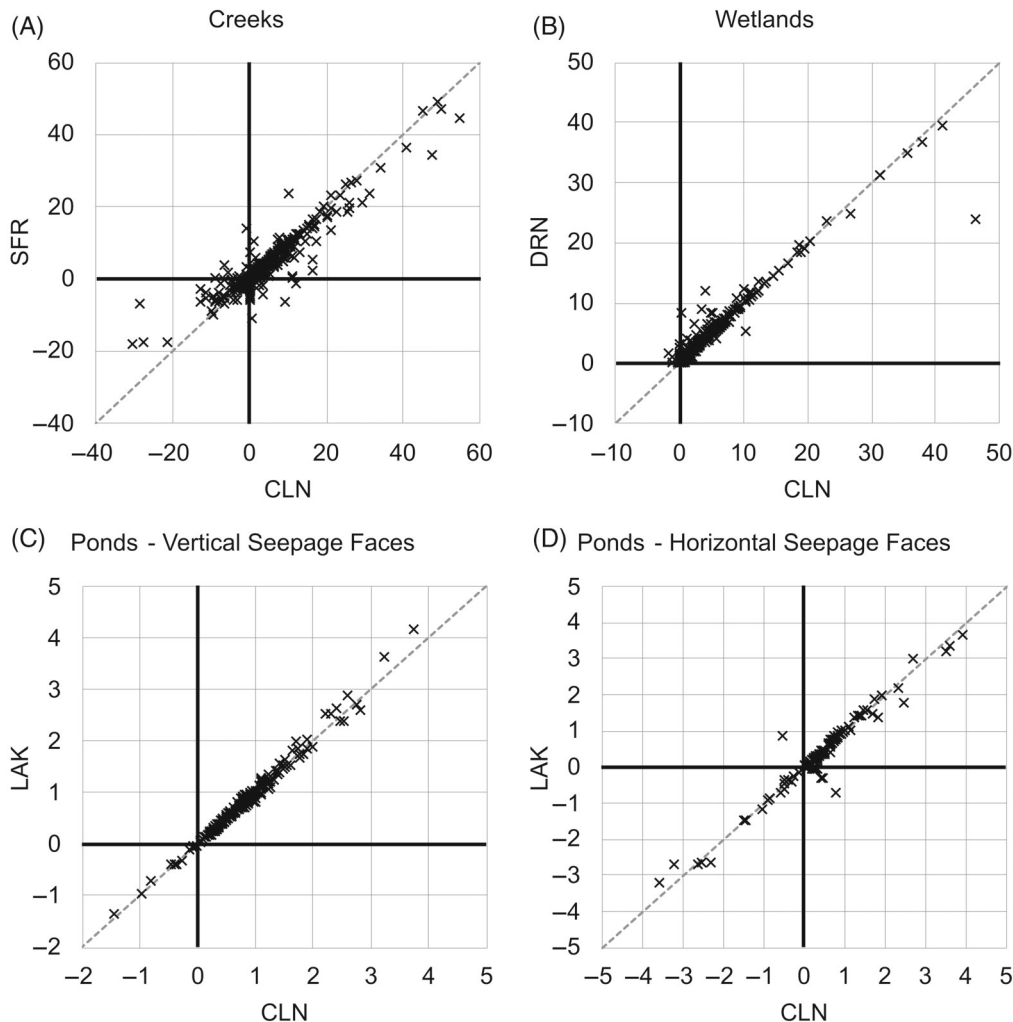 (A) Creeks
60
40
20
0
–20
–40
SFR
–40 –20 0 20 40 60
CLN
(B) Wetlands
50
40
30
20
10
0
–10
DRN
–10 0 10 20 30 40 50
CLN
(C) Ponds - Vertical Seepage Faces
5
4
3
2
1
0
–1
–2
LAK
–2 –1 0 1 2 3 4 5
CLN
(D) Ponds - Horizontal Seepage Faces
5
4
3
2
1
0
–1
–2
–3
–4
–5
LAK
–5 –4 –3 –2 –1 0 1 2 3 4 5
CLN